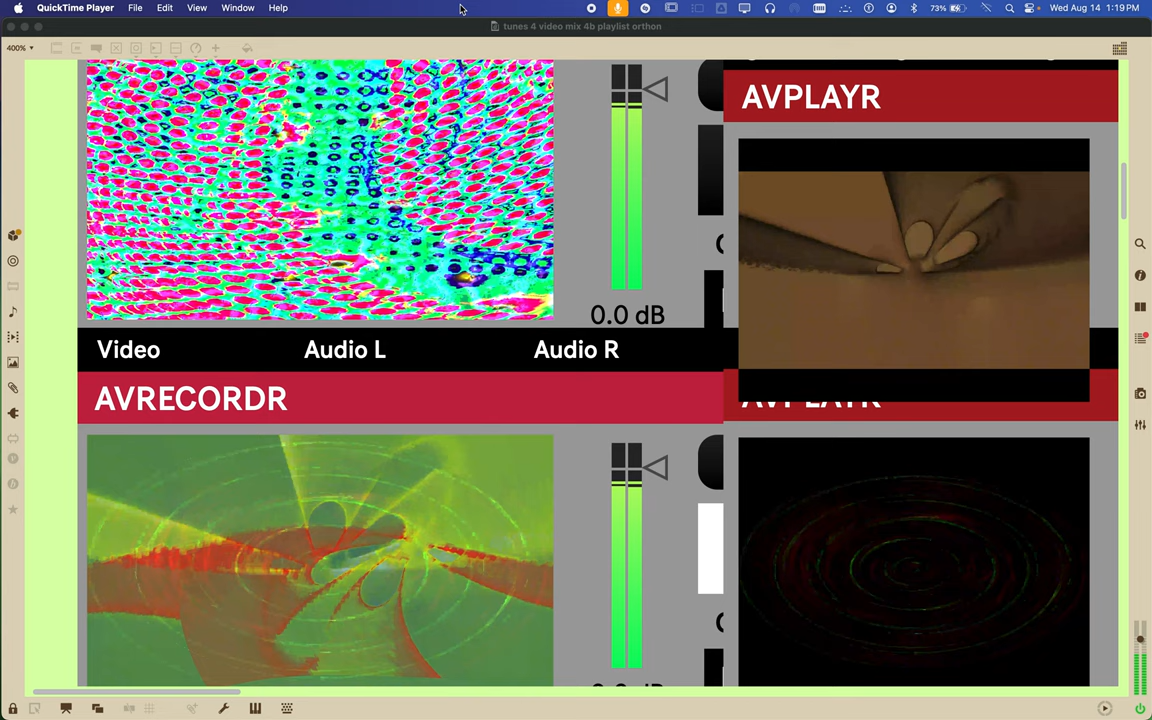 QuickTime Player File Edit View Window Help 73% Wed Aug 14 1:19 PM
tunes 4 video mix 4b playlist orthon
400%
AVPLAYR
0.0 dB
Video Audio L Audio R
AVRECORDR